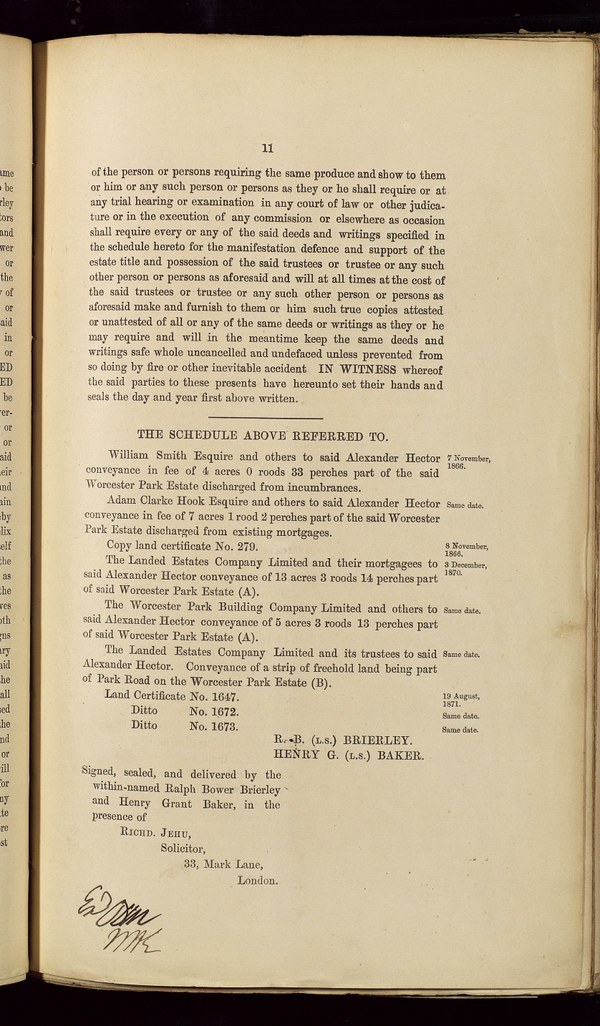 11
of the person or persons requiring the same produce and show to them
or him or any such person or persons as they or he shall require or at
any trial hearing or examination in any court of law or other judica-
ture or in the execution of any commission or elsewhere as occasion
shall require every or any of the said deeds and writings specified in
the schedule hereto for the manifestation defence and support of the
estate title and possession of the said trustees or trustee or any such
other person or persons as aforesaid and will at all times at the cost of
the said trustees or trustee or any such other person or persons as
aforesaid make and furnish to them or him such true copies attested
or unattested of all or any of the same deeds or writings as they or he
may require and will in the meantime keep the same deeds and
writings safe whole uncancelled and undefaced unless prevented from
so doing by fire or other inevitable accident IN WITNESS whereof
the said parties to these presents have hereunto set their hands and
seals the day and year first above written.
THE SCHEDULE ABOVE REFERRED TO.
William Smith Esquire and others to said Alexander Hector 7 November,
1866.
conveyance in fee of 4 acres 0 roods 33 perches part of the said
Worcester Park Estate discharged from incumbrances.
Adam Clarke Hook Esquire and others to said Alexander Hector Same date.
conveyance in fee of 7 acres 1 rood 2 perches part of the said Worcester
Park Estate discharged from existing mortgages.
Copy land certificate No. 279. 8 November,
1866.
The Landed Estates Company Limited and their mortgagees to 3 December,
1870.
said Alexander Hector conveyance of 13 acres 3 roods 14 perches part
of said Worcester Park Estate (A).
The Worcester Park Building Company Limited and others to Same date.
said Alexander Hector conveyance of 5 acres 3 roods 13 perches part
of said Worcester Park Estate (A).
The Landed Estates Company Limited and its trustees to said Same date.
Alexander Hector. Conveyance of a strip of freehold land being part
of Park Road on the Worcester Park Estate (B).
Land Certificate No. 1647. 19 August,
1871.
Ditto No. 1672. Same date.
Ditto No. 1673. Same date.
R. B. (L.S.) BRIERLEY.
HENRY G. (L.S.) BAKER.
Signed, sealed, and delivered by the
within-named Ralph Bower Brierley
and Henry Grant Baker, in the
presence of
RICHD. JEHU,
Solicitor,
33, Mark Lane,
London.